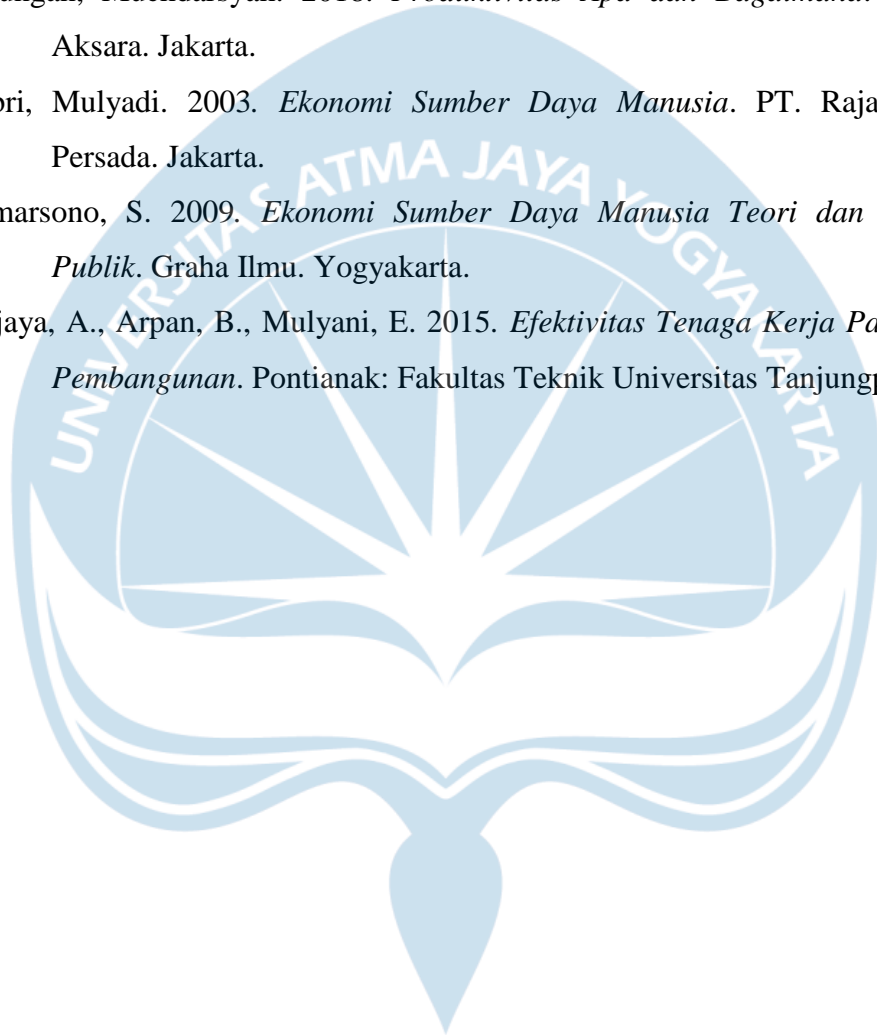 Aksara. Jakarta.
Mulyadi. 2003. Ekonomi Sumber Daya Manusia. PT. Raja
Persada. Jakarta.
marsono, S. 2009. Ekonomi Sumber Daya Manusia Teori dan
Publik. Graha Ilmu. Yogyakarta.
jaya, A., Arpan, B., Mulyani, E. 2015. Efektivitas Tenaga Kerja Pa
Pembangunan. Pontianak: Fakultas Teknik Universitas Tanjungp
UNIVERSITAS ATMA JAYA YOGYAKARTA